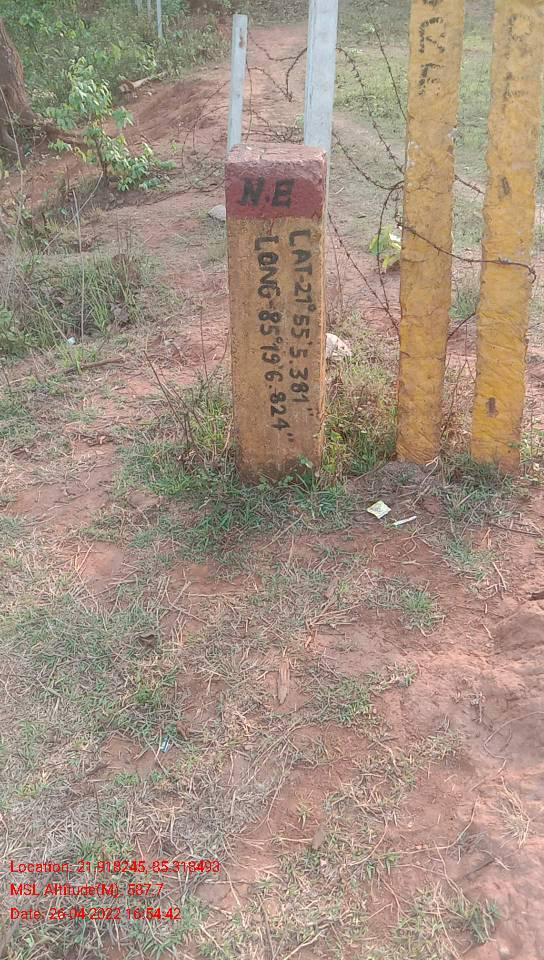 N.E
LAT-21° 55' 5.381"
LONG-85°19'6.824"
Location: 21.918245, 85.318493
MSL Altitude(M): 587.7
Date: 26-04-2022 16:54:42